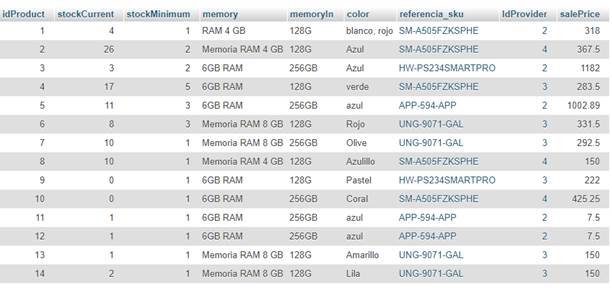 idProduct stockCurrent stockMinimum memory memoryIn color referencia_sku IdProvider salePrice
1 4 1 RAM 4 GB 128G blanco, rojo SM-A505FZKSPHE 2 318
2 26 2 Memoria RAM 4 GB 128G Azul SM-A505FZKSPHE 4 367.5
3 3 2 6GB RAM 256GB Azul HW-PS234SMARTPRO 2 1182
4 17 5 6GB RAM 128G verde SM-A505FZKSPHE 3 283.5
5 11 3 6GB RAM 256GB azul APP-594-APP 2 1002.89
6 8 3 Memoria RAM 8 GB 128G Rojo UNG-9071-GAL 3 331.5
7 10 1 Memoria RAM 8 GB 128G Olive UNG-9071-GAL 3 292.5
8 10 1 Memoria RAM 4 GB 128G Azulillo SM-A505FZKSPHE 4 150
9 0 1 6GB RAM 128G Pastel HW-PS234SMARTPRO 3 222
10 0 1 6GB RAM 256GB Coral SM-A505FZKSPHE 4 425.25
11 1 1 6GB RAM 256GB azul APP-594-APP 2 7.5
12 1 1 6GB RAM 256GB azul APP-594-APP 2 7.5
13 1 1 Memoria RAM 8 GB 128G Amarillo UNG-9071-GAL 3 150
14 2 1 Memoria RAM 8 GB 128G Lila UNG-9071-GAL 3 150